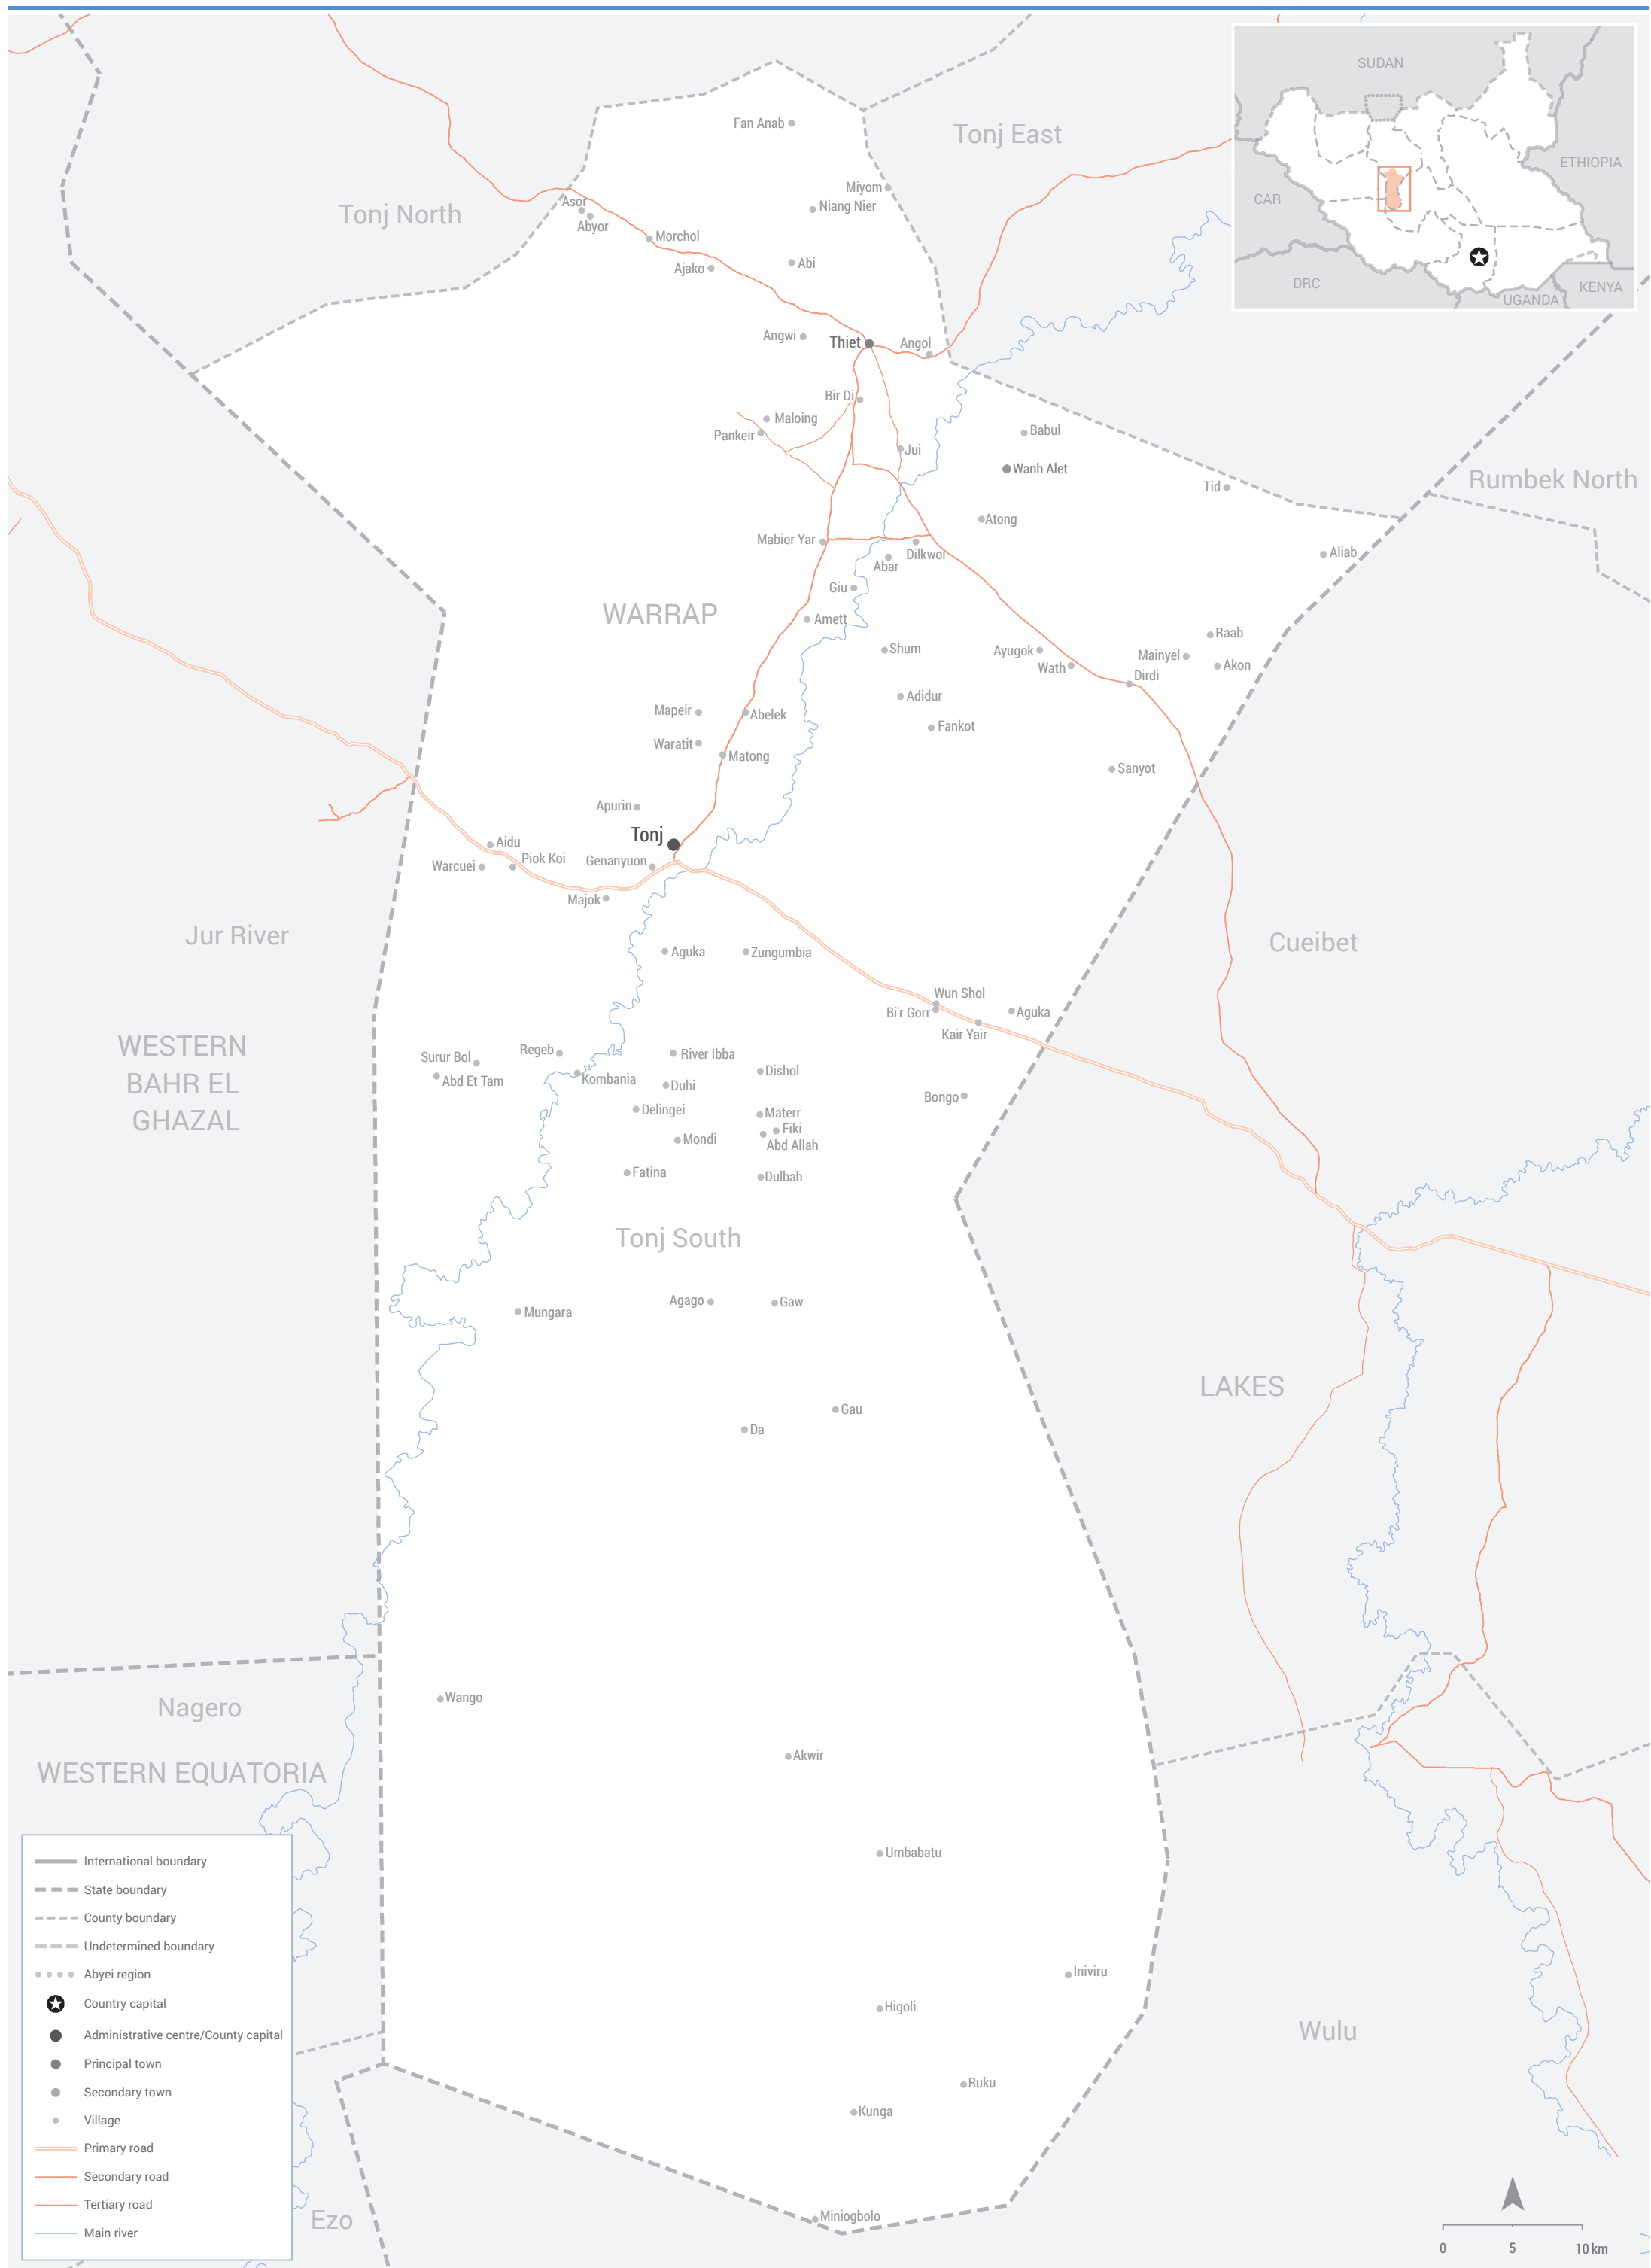 SUDAN
ETHIOPIA
CAR
DRC
KENYA
UGANDA
Fan Anab
Tonj East
Miyom
Niang Nier
Tonj North
Asor
Abyor
Morchol
Ajako
Abi
Angwi
Thiet
Angol
Bir Di
Maloing
Pankeir
Babul
Jui
Wanh Alet
Rumbek North
Tid
Atong
Mabior Yar
Dilkwoi
Abar
Aliab
Giu
WARRAP
Amett
Raab
Shum
Ayugok
Mainyel
Wath
Akon
Dirdi
Adidur
Mapeir
Abelek
Fankot
Waratit
Matong
Sanyot
Apurin
Tonj
Aidu
Piok Koi
Genanyuon
Warcuei
Majok
Jur River
Cueibet
Aguka
Zungumbia
Wun Shol
Bi'r Gorr
Aguka
Kair Yair
WESTERN
BAHR EL
GHAZAL
Regeb
River Ibba
Surur Bol
Dishol
Abd Et Tam
Kombania
Duhi
Bongo
Delingei
Materr
Fiki
Mondi
Abd Allah
Fatina
Dulbah
Tonj South
Agago
Gaw
Mungara
LAKES
Gau
Da
Wango
Nagero
Akwir
WESTERN EQUATORIA
Umbabatu
Iniviru
Higoli
Wulu
Ruku
Kunga
Miniogbolo
Ezo
International boundary
State boundary
County boundary
Undetermined boundary
Abyei region
Country capital
Administrative centre/County capital
Principal town
Secondary town
Village
Primary road
Secondary road
Tertiary road
Main river
0 5 10 km